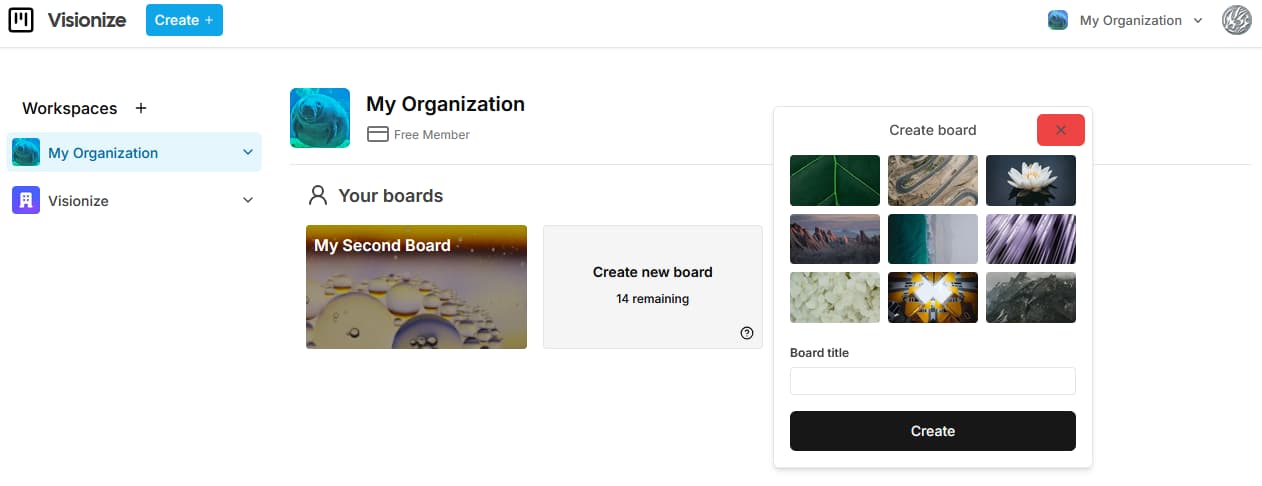 Visionize
Create +
My Organization
Workspaces +
My Organization
Visionize
My Organization
Free Member
Your boards
My Second Board
Create new board
14 remaining
Create board
Board title
Create